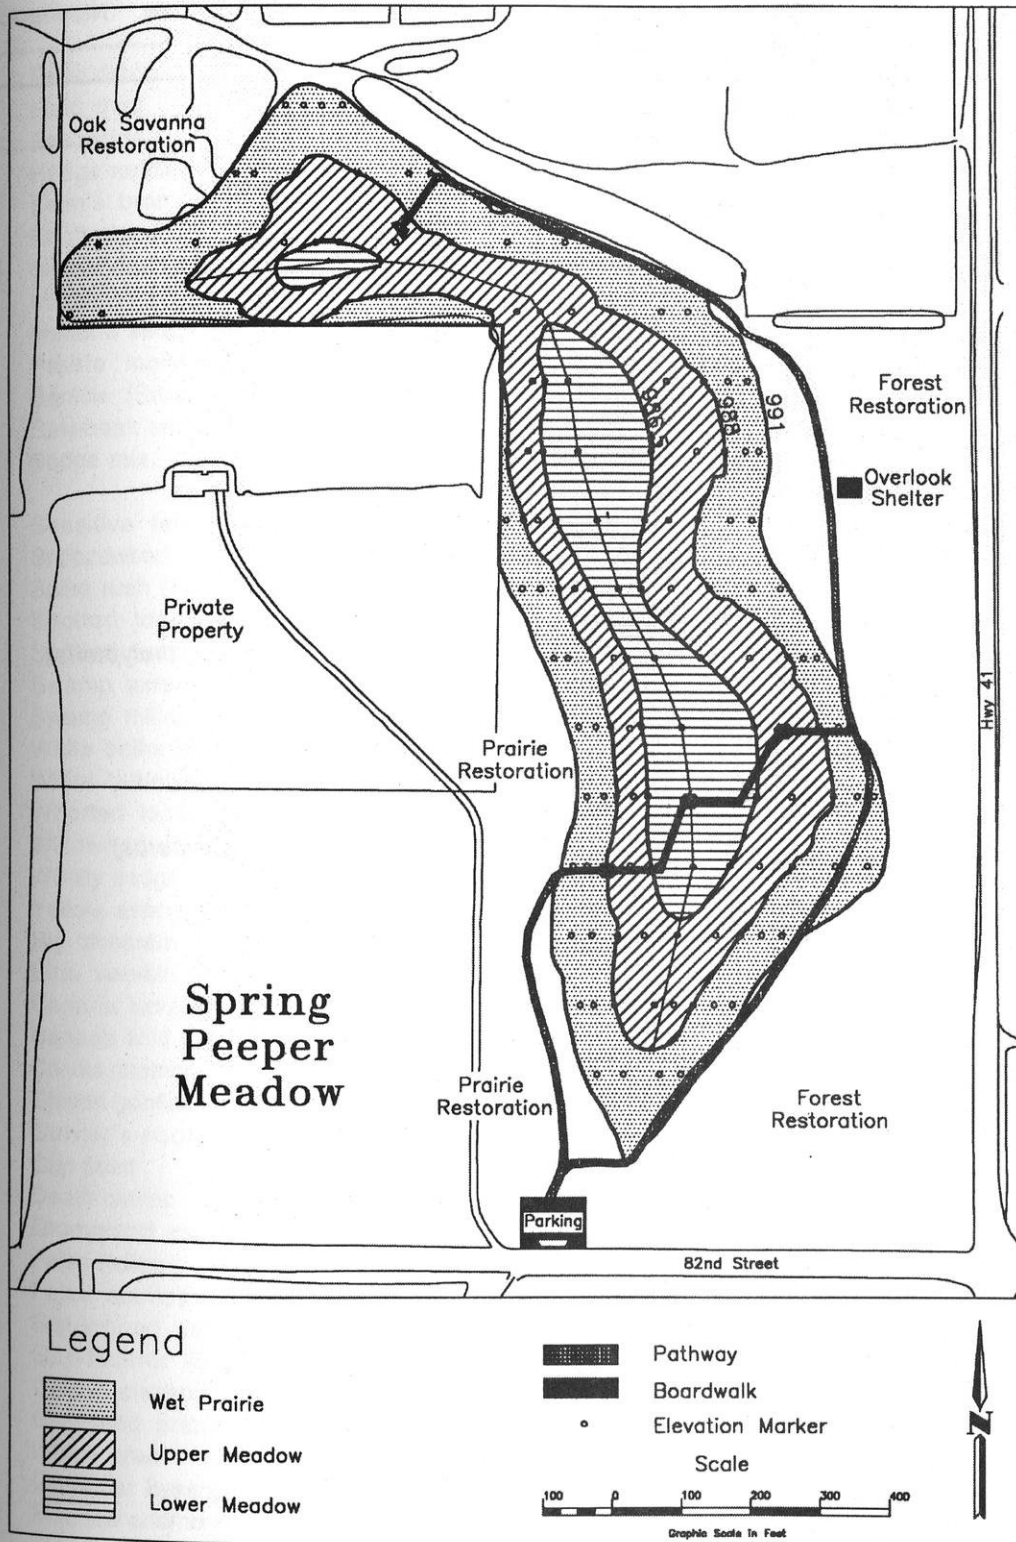 Oak Savanna
Restoration
986.5
988
991
Forest
Restoration
Overlook
Shelter
Private
Property
Hwy 41
Prairie
Restoration
Spring
Peeper
Meadow
Prairie
Restoration
Forest
Restoration
Parking
82nd Street
Legend
Wet Prairie
Upper Meadow
Lower Meadow
Pathway
Boardwalk
Elevation Marker
Scale
100 0 100 200 300 400
Graphic Scale in Feet
N